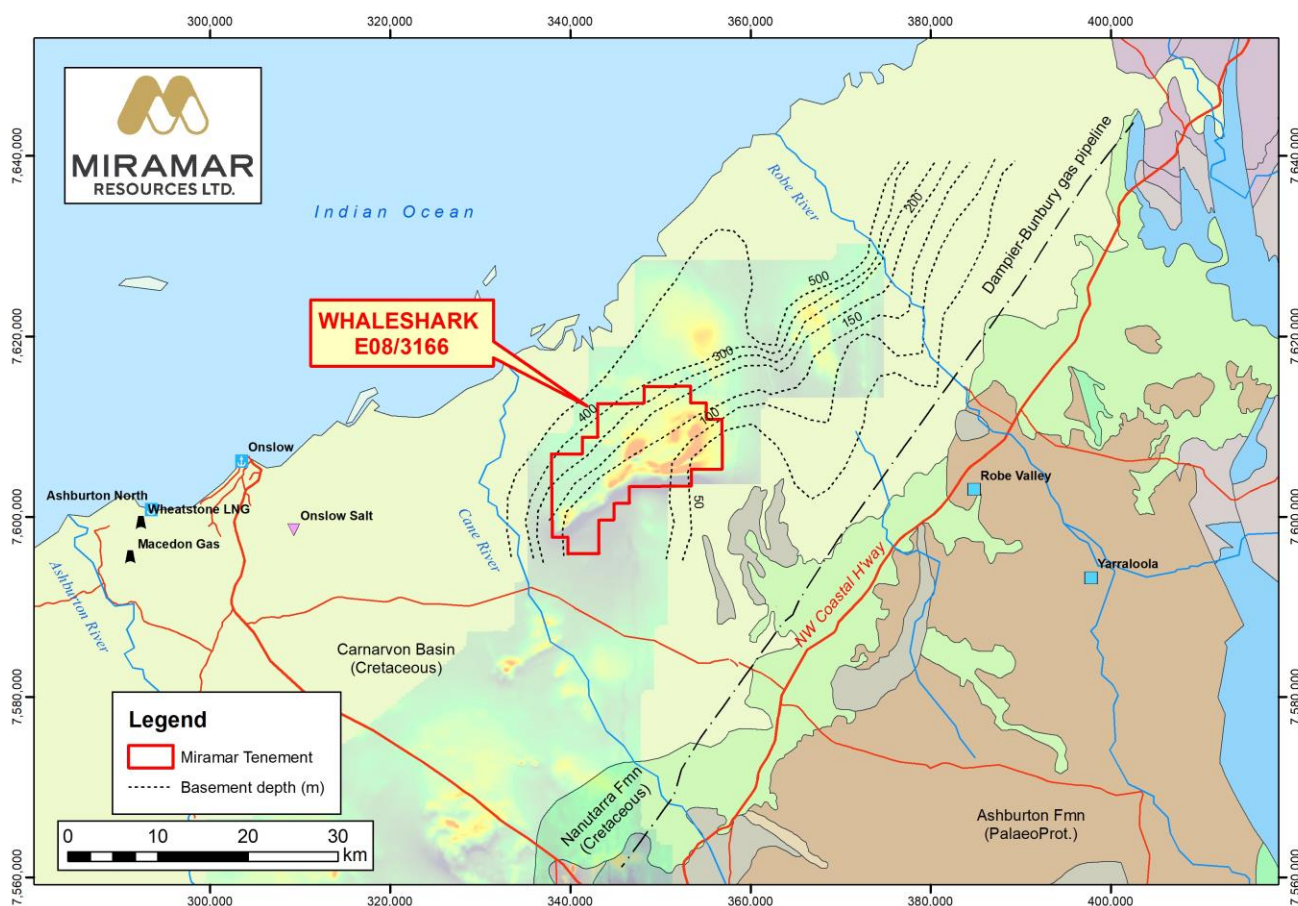 300,000
320,000
340,000
360,000
380,000
400,000
MIRAMAR
RESOURCES LTD.
7,640,000
7,640,000
Indian Ocean
Robe River
Dampier-Bunbury gas pipeline
200
500
150
WHALESHARK
E08/3166
7,620,000
7,620,000
300
400
100
Onslow
Ashburton North
Wheatstone LNG
Onslow Salt
Macedon Gas
Robe Valley
50
7,600,000
7,600,000
Ashburton River
Cane River
Yarraloola
NW Coastal H'way
Carnarvon Basin
(Cretaceous)
7,580,000
7,580,000
Legend
Miramar Tenement
Basement depth (m)
Nanutarra Fmn
(Cretaceous)
Ashburton Fmn
(PalaeoProt.)
0 10 20 30
km
7,560,000
7,560,000
300,000
320,000
340,000
360,000
380,000
400,000